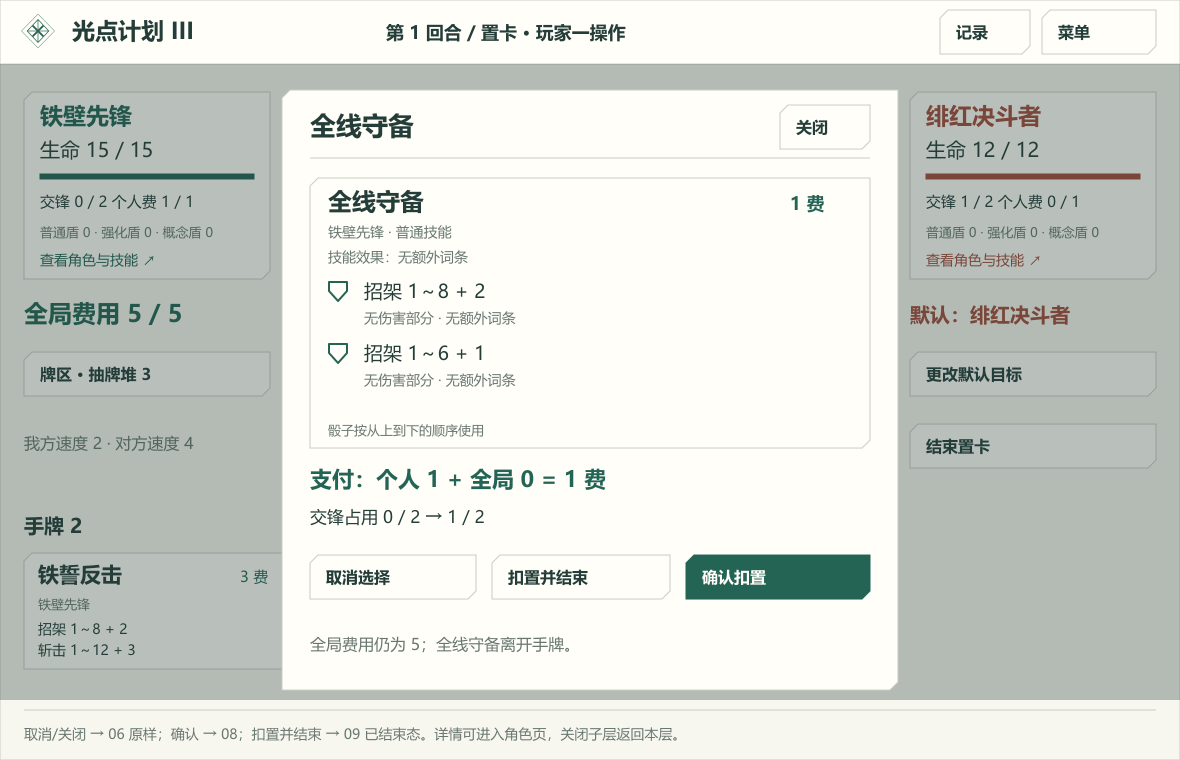 光点计划 III
第 1 回合 / 置卡・玩家一操作
记录
菜单
铁壁先锋
生命 15 / 15
交锋 0 / 2 个人费 1 / 1
普通盾 0 · 强化盾 0 · 概念盾 0
查看角色与技能 ↗
全局费用 5 / 5
牌区・抽牌堆 3
我方速度 2 · 对方速度 4
手牌 2
铁誓反击
3 费
铁壁先锋
招架 1~8 + 2
斩击 1~12 + 3
全线守备
关闭
全线守备
1 费
铁壁先锋 · 普通技能
技能效果：无额外词条
招架 1~8 + 2
无伤害部分 · 无额外词条
招架 1~6 + 1
无伤害部分 · 无额外词条
骰子按从上到下的顺序使用
支付：个人 1 + 全局 0 = 1 费
交锋占用 0 / 2 → 1 / 2
取消选择
扣置并结束
确认扣置
全局费用仍为 5；全线守备离开手牌。
绯红决斗者
生命 12 / 12
交锋 1 / 2 个人费 0 / 1
普通盾 0 · 强化盾 0 · 概念盾 0
查看角色与技能 ↗
默认：绯红决斗者
更改默认目标
结束置卡
取消/关闭 → 06 原样；确认 → 08；扣置并结束 → 09 已结束态。详情可进入角色页，关闭子层返回本层。